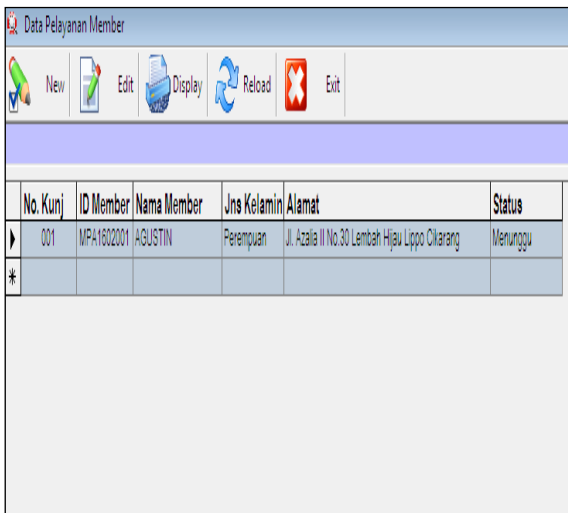 Data Pelayanan Member
New Edit Display Reload Exit
No. Kunj ID Member Nama Member Jns Kelamin Alamat Status
001 MPA1602001 AGUSTIN Perempuan Jl. Azalia II No.30 Lembah Hijau Lippo Cikarang Menunggu